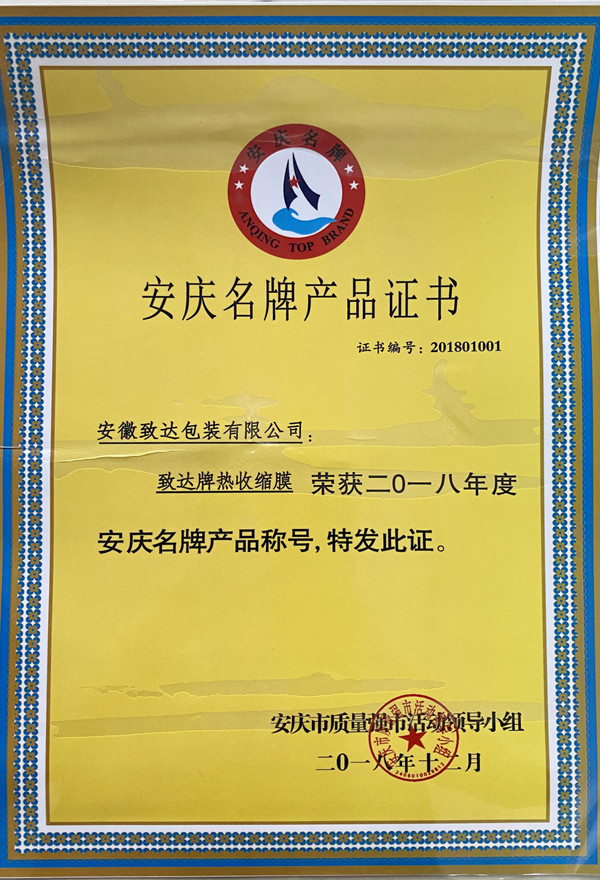 安庆名牌
ANQING TOP BRAND
安庆名牌产品证书
证书编号：201801001
安徽致达包装有限公司：
致达牌热收缩膜 荣获二0一八年度
安庆名牌产品称号，特发此证。
安庆市质量强市活动领导小组
二0一八年十二月